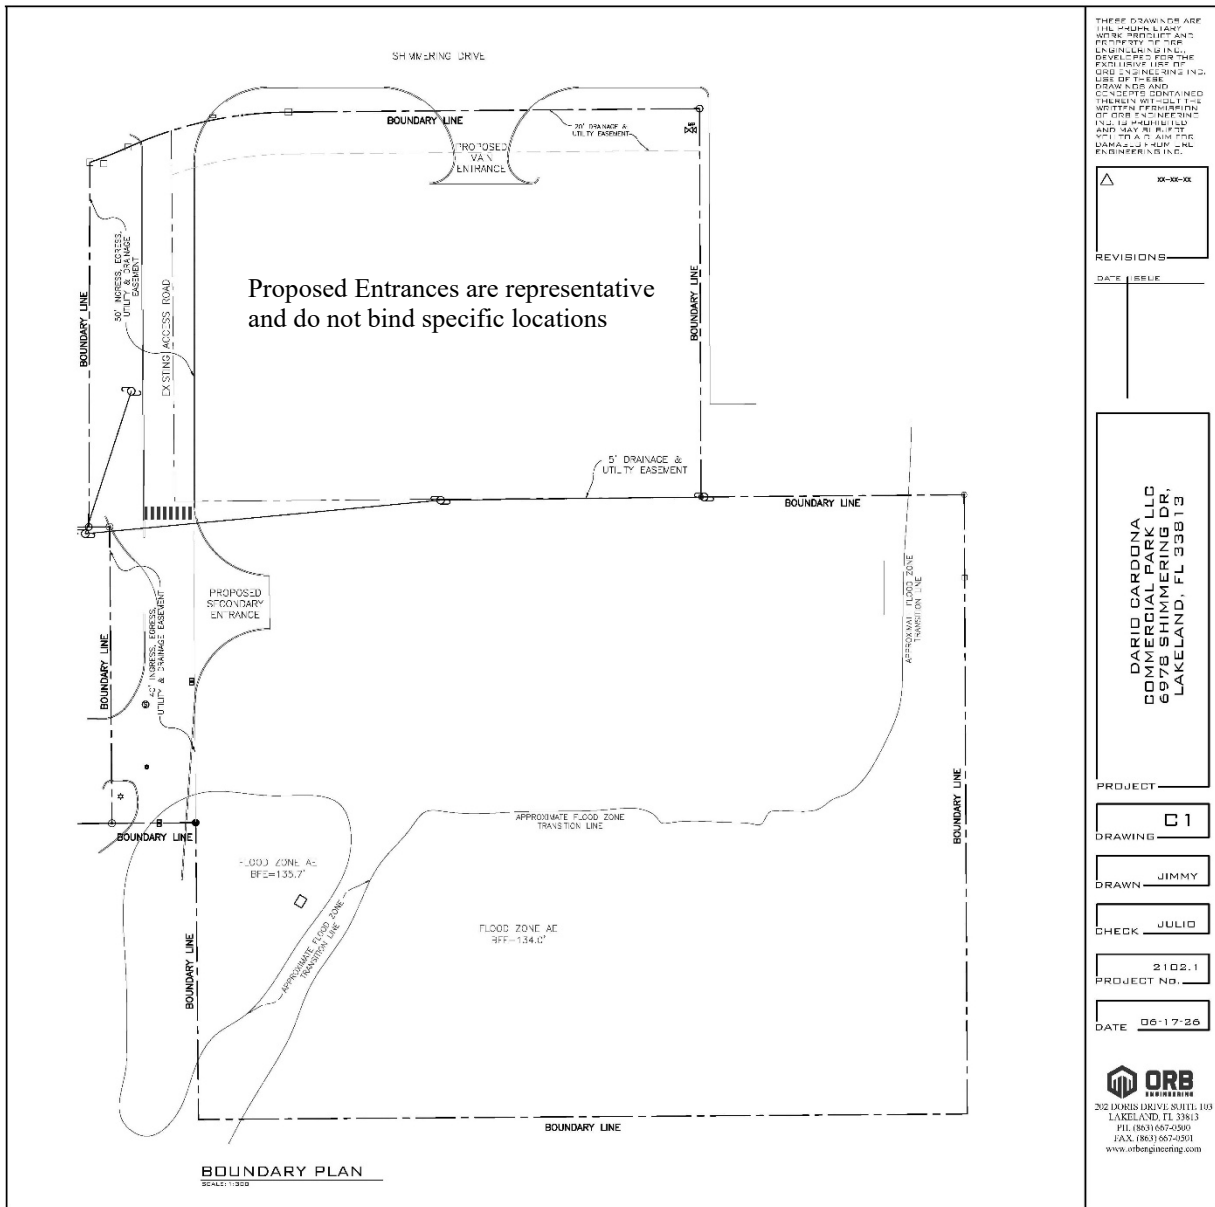 SHIMMERING DRIVE
BOUNDARY LINE
20' DRAINAGE &
UTILITY EASEMENT
PROPOSED
MAIN
ENTRANCE
50' INGRESS, EGRESS,
UTILITY & DRAINAGE
EASEMENT
BOUNDARY LINE
EXISTING ACCESS ROAD
Proposed Entrances are representative
and do not bind specific locations
BOUNDARY LINE
5' DRAINAGE &
UTILITY EASEMENT
BOUNDARY LINE
PROPOSED
SECONDARY
ENTRANCE
40' INGRESS, EGRESS,
UTILITY & DRAINAGE EASEMENT
BOUNDARY LINE
APPROXIMATE FLOOD ZONE
TRANSITION LINE
BOUNDARY LINE
APPROXIMATE FLOOD ZONE
TRANSITION LINE
BOUNDARY LINE
FLOOD ZONE AE
BFE=135.7'
APPROXIMATE FLOOD ZONE
TRANSITION LINE
FLOOD ZONE AE
BFE=134.0'
BOUNDARY LINE
BOUNDARY LINE
BOUNDARY PLAN
SCALE: 1:300
THESE DRAWINGS ARE
THE PROPRIETARY
WORK PRODUCT AND
PROPERTY OF ORB
ENGINEERING INC.,
DEVELOPED FOR THE
EXCLUSIVE USE OF
ORB ENGINEERING INC.
USE OF THESE
DRAWINGS AND
CONCEPTS CONTAINED
THEREIN WITHOUT THE
WRITTEN PERMISSION
OF ORB ENGINEERING
INC. IS PROHIBITED
AND MAY SUBJECT
YOU TO A CLAIM FOR
DAMAGES FROM ORB
ENGINEERING INC.
XX-XX-XX
REVISIONS
DATE ISSUE
DARIO CARDONA
COMMERCIAL PARK LLC
6978 SHIMMERING DR,
LAKELAND, FL 33813
PROJECT
C1
DRAWING
JIMMY
DRAWN
JULIO
CHECK
2102.1
PROJECT No.
DATE 06-17-26
ORB
ENGINEERING
202 DORIS DRIVE SUITE 103
LAKELAND, FL 33813
PH. (863) 667-0500
FAX. (863) 667-0501
www.orbengineering.com